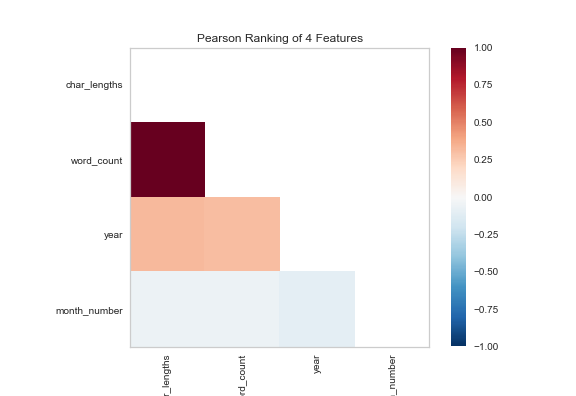 Pearson Ranking of 4 Features
char_lengths
word_count
year
month_number
r_lengths
rd_count
year
_number
1.00
0.75
0.50
0.25
0.00
−0.25
−0.50
−0.75
−1.00